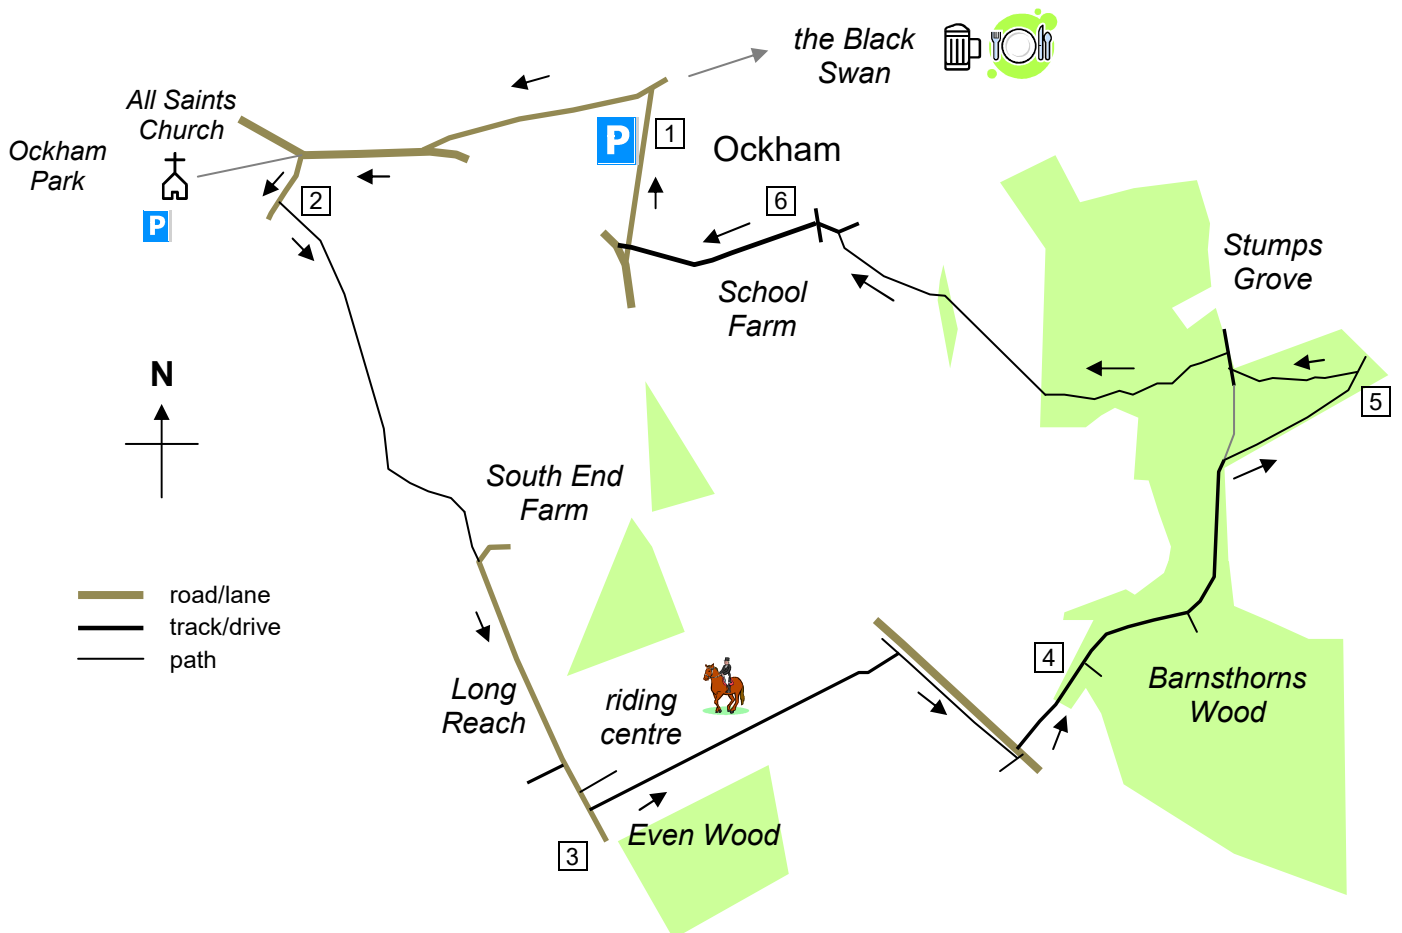 the Black
Swan
All Saints
Church
Ockham
Park
P
P
1
Ockham
2
6
School
Farm
Stumps
Grove
N
5
South End
Farm
road/lane
track/drive
path
4
Long
Reach
riding
centre
Barnsthorns
Wood
Even Wood
3